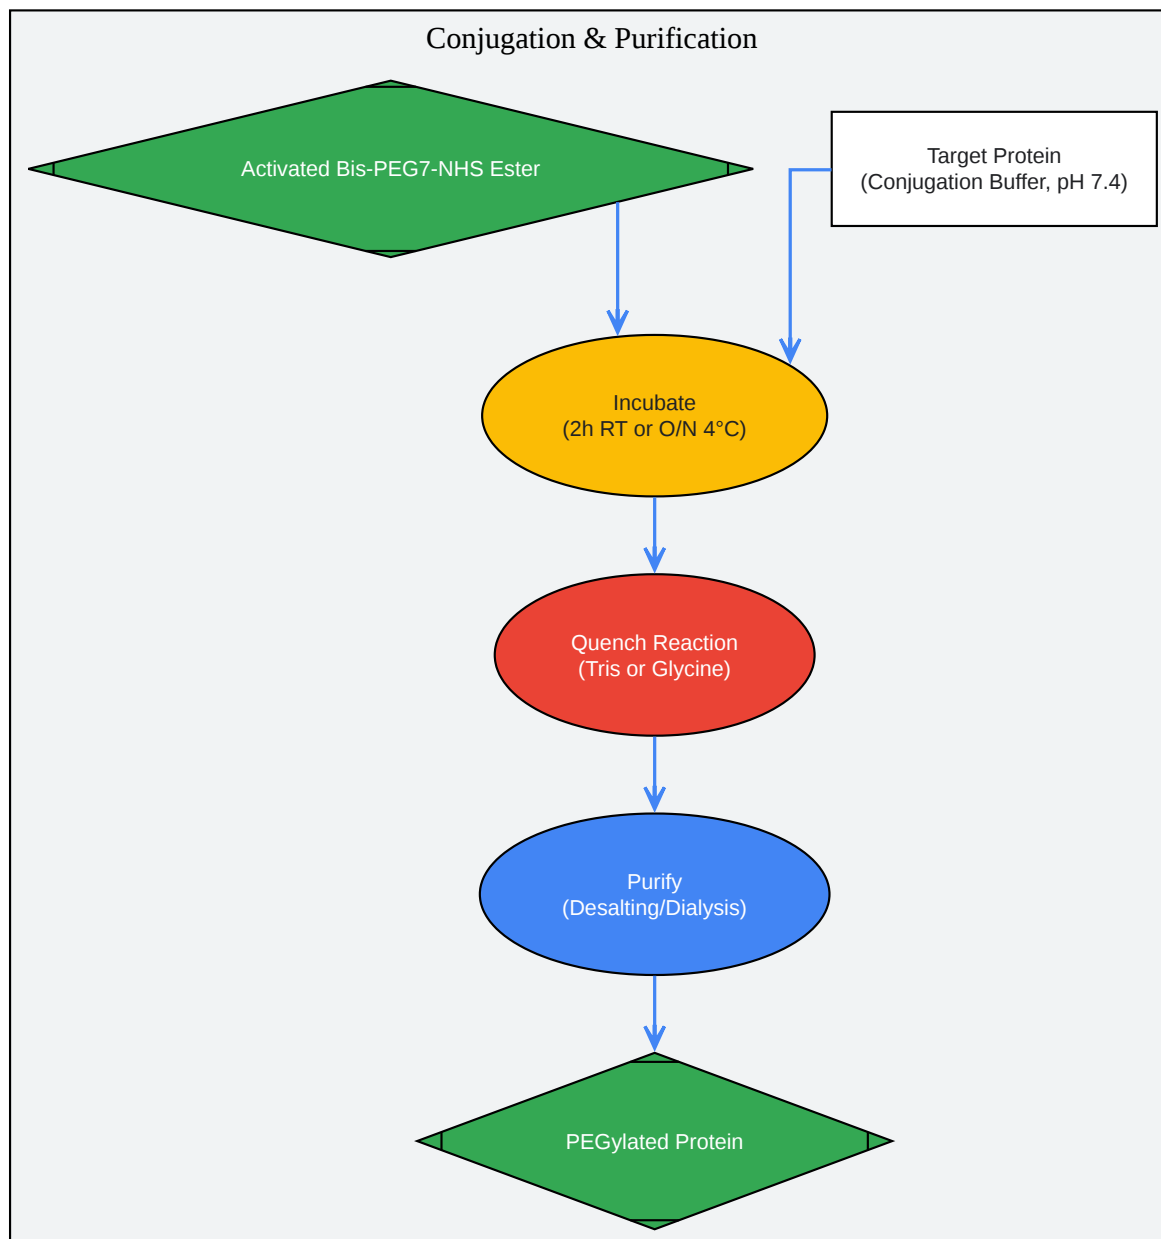 Conjugation & Purification
Activated Bis-PEG7-NHS Ester
Target Protein
(Conjugation Buffer, pH 7.4)
Incubate
(2h RT or O/N 4°C)
Quench Reaction
(Tris or Glycine)
Purify
(Desalting/Dialysis)
PEGylated Protein